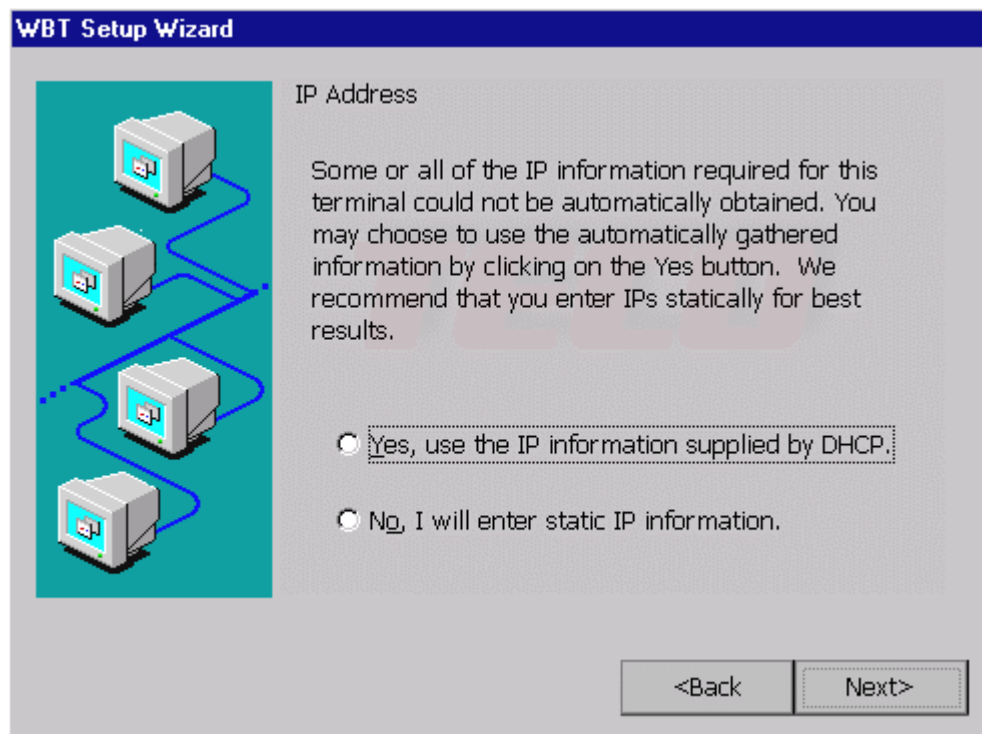 WBT Setup Wizard
IP Address
Some or all of the IP information required for this
terminal could not be automatically obtained. You
may choose to use the automatically gathered
information by clicking on the Yes button.  We
recommend that you enter IPs statically for best
results.
Yes, use the IP information supplied by DHCP.
No, I will enter static IP information.
<Back
Next>